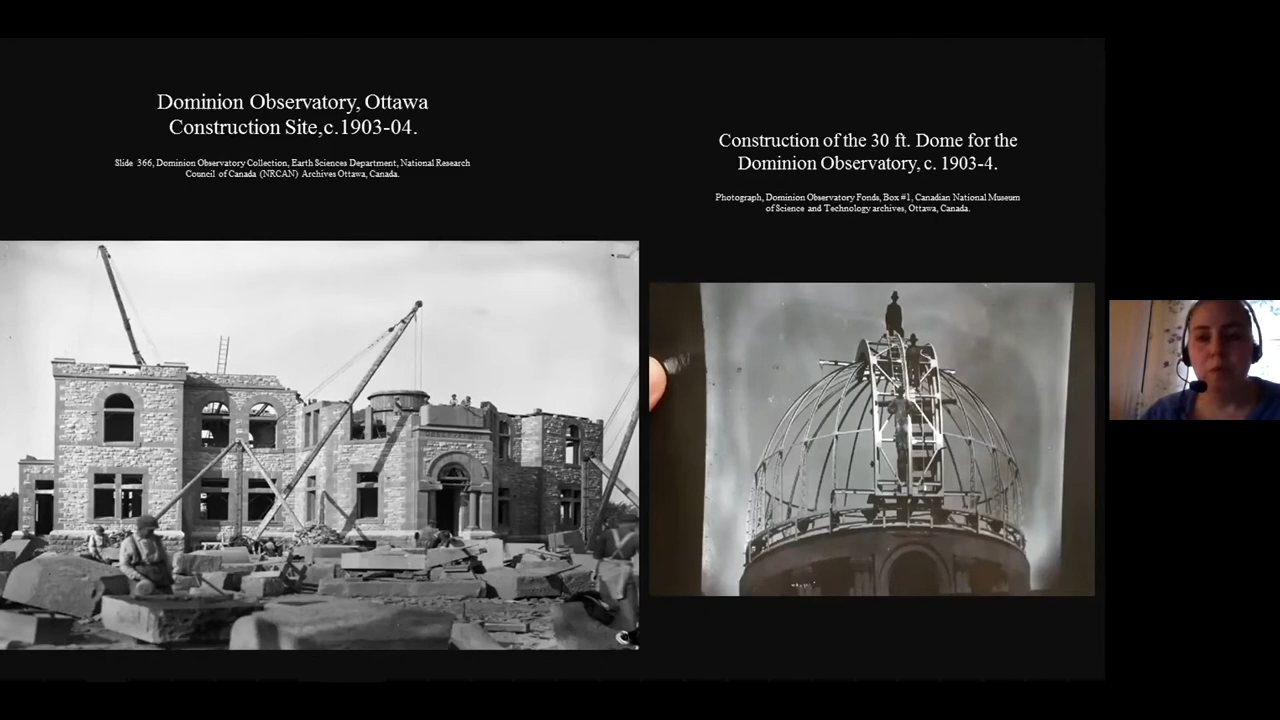 Dominion Observatory, Ottawa
Construction Site,c.1903-04.
Slide 366, Dominion Observatory Collection, Earth Sciences Department, National Research
Council of Canada (NRCAN) Archives Ottawa, Canada.
Construction of the 30 ft. Dome for the
Dominion Observatory, c. 1903-4.
Photograph, Dominion Observatory Fonds, Box #1, Canadian National Museum
of Science and Technology archives, Ottawa, Canada.